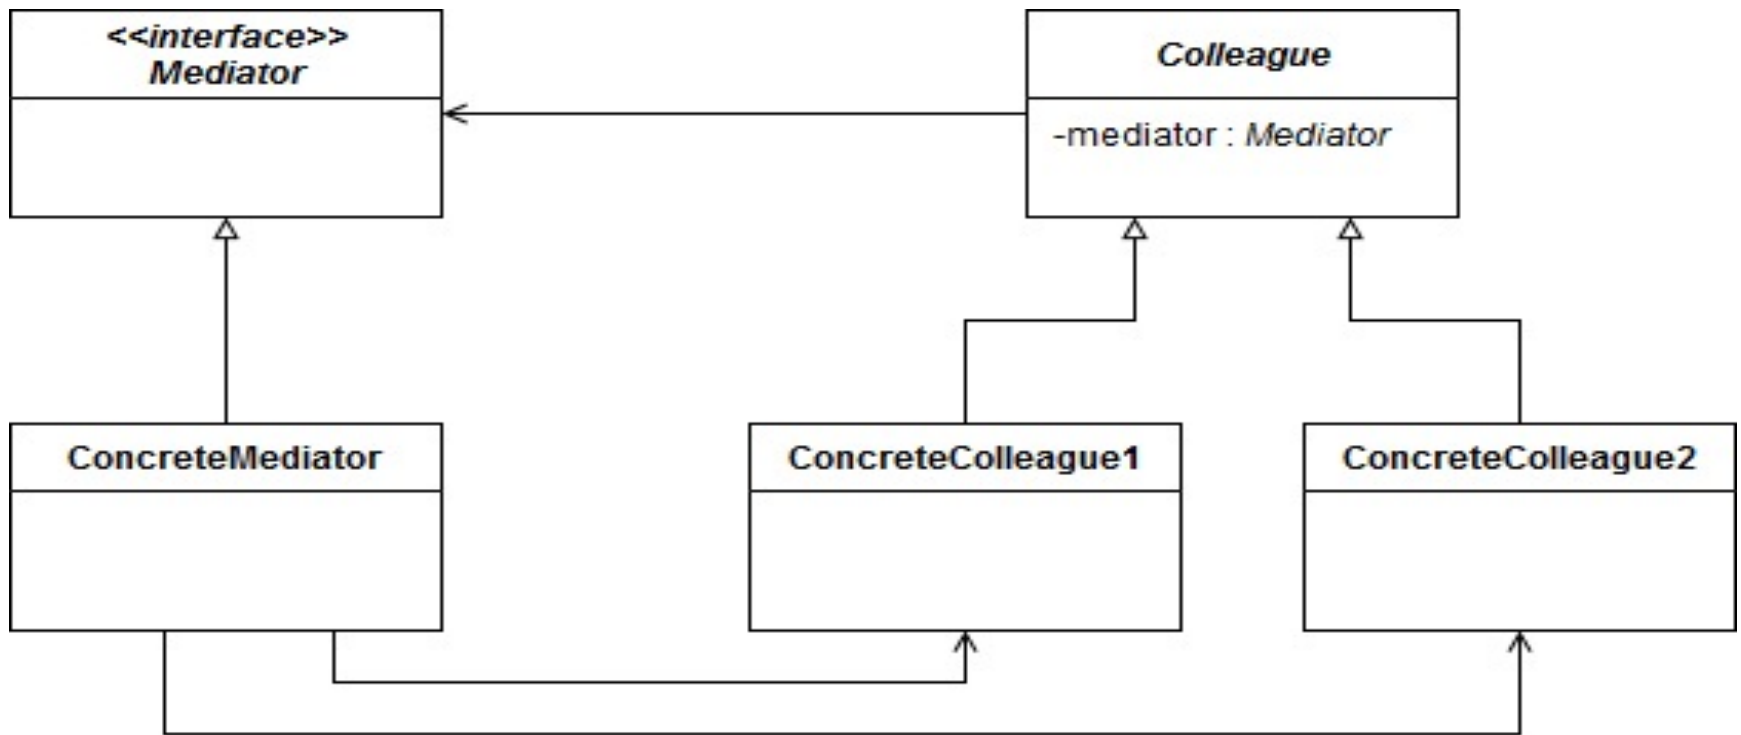 <<interface>>
Mediator
Colleague
-mediator : Mediator
ConcreteMediator
ConcreteColleague1
ConcreteColleague2